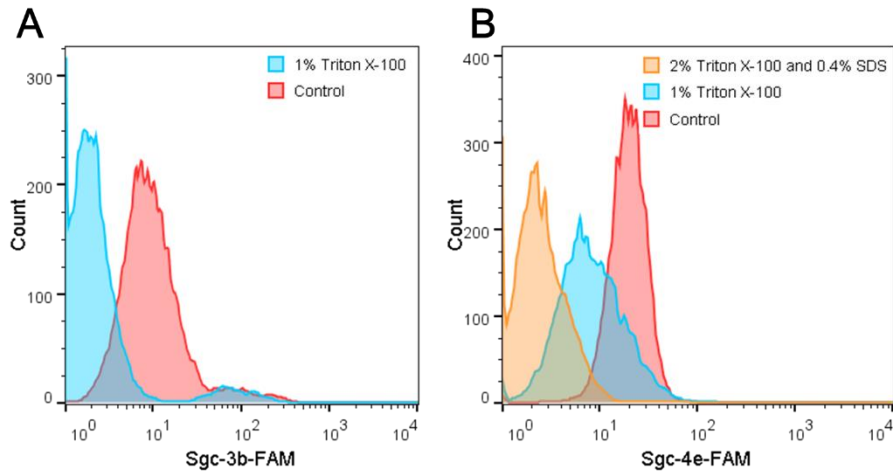 A
B
1% Triton X-100
Control
2% Triton X-100 and 0.4% SDS
1% Triton X-100
Control
Count
300
200
100
0
10^0
10^1
10^2
10^3
10^4
Sgc-3b-FAM
Count
400
300
200
100
0
10^0
10^1
10^2
10^3
10^4
Sgc-4e-FAM